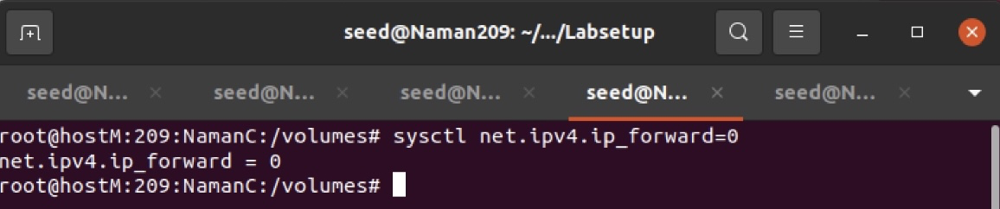 seed@Naman209: ~/.../Labsetup
seed@N... × seed@N... × seed@N... × seed@N... × seed@N... ×
root@hostM:209:NamanC:/volumes# sysctl net.ipv4.ip_forward=0
net.ipv4.ip_forward = 0
root@hostM:209:NamanC:/volumes#